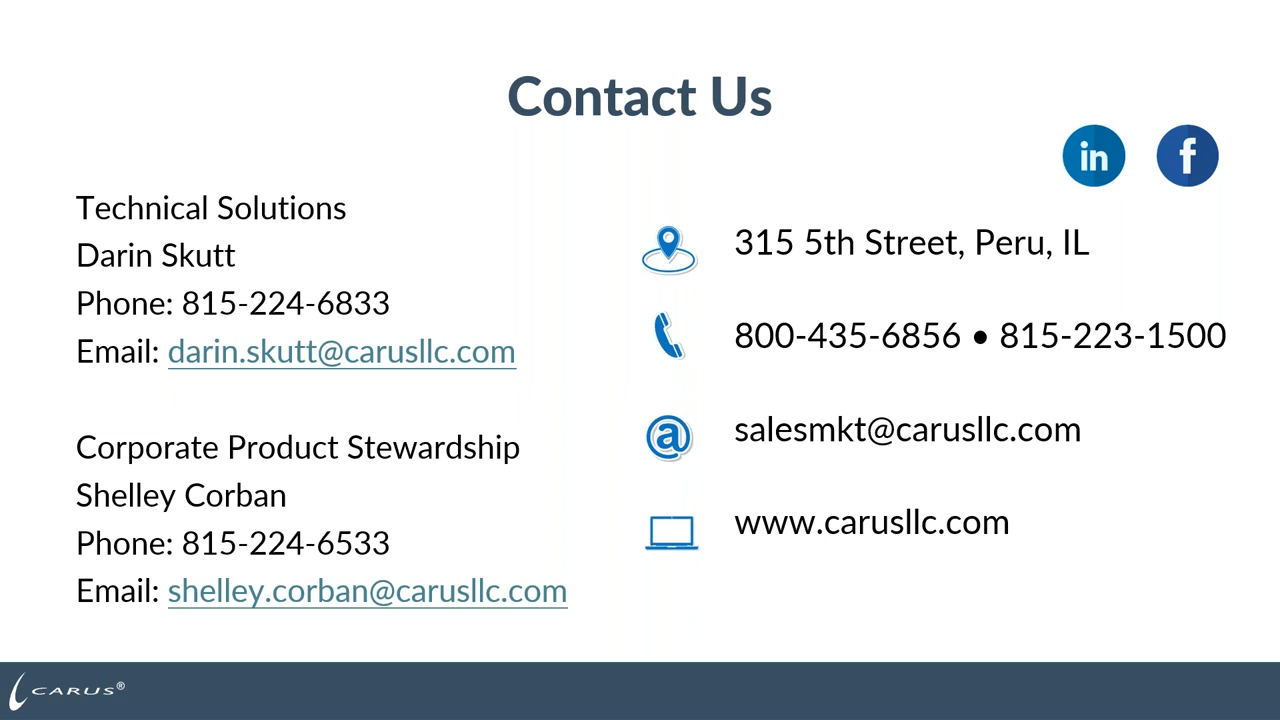 Contact Us
in f
Technical Solutions
Darin Skutt
Phone: 815-224-6833
Email: darin.skutt@carusllc.com
Corporate Product Stewardship
Shelley Corban
Phone: 815-224-6533
Email: shelley.corban@carusllc.com
315 5th Street, Peru, IL
800-435-6856 • 815-223-1500
@
salesmkt@carusllc.com
www.carusllc.com
CARUS®